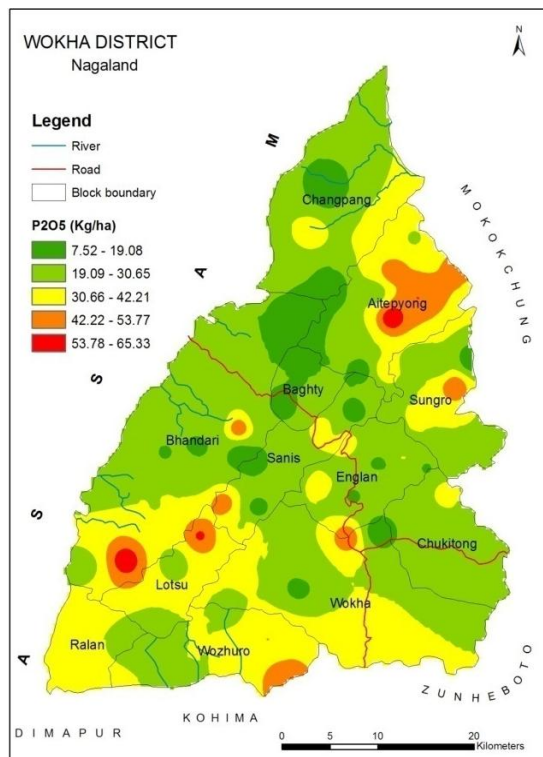 WOKHA DISTRICT
Nagaland
N
Legend
River
Road
Block boundary
P2O5 (Kg/ha)
7.52 - 19.08
19.09 - 30.65
30.66 - 42.21
42.22 - 53.77
53.78 - 65.33
A S S A M
MOKOKCHUNG
Changpang
Aitepyorig
Baghty
Sungro
Bhandari
Sanis
Englan
Chukitong
Lotsu
Wokha
Ralan
Wozhuro
ZUNHEBOTO
KOHIMA
DIMAPUR
0 5 10 20
Kilometers